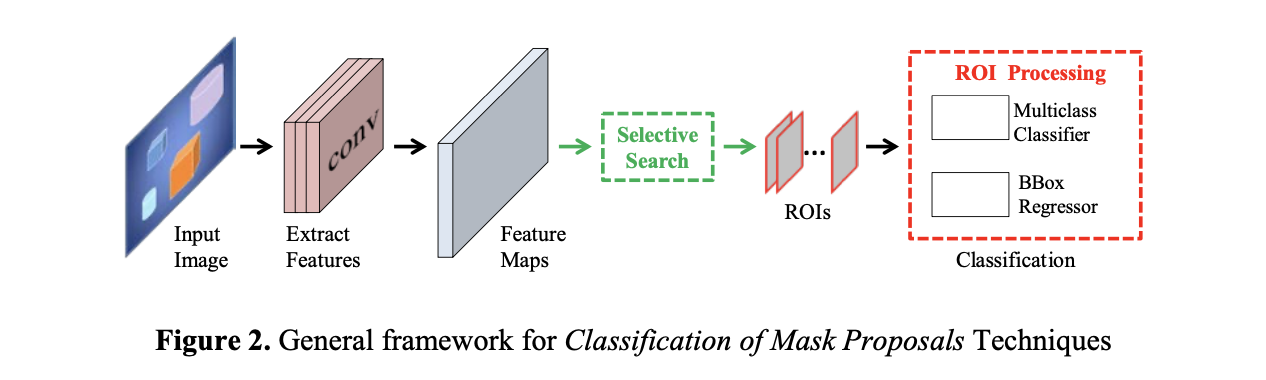 ROI Processing
conv
Selective
Search
...
Multiclass
Classifier
BBox
Regressor
ROIs
Input
Image
Extract
Features
Feature
Maps
Classification
Figure 2. General framework for Classification of Mask Proposals Techniques